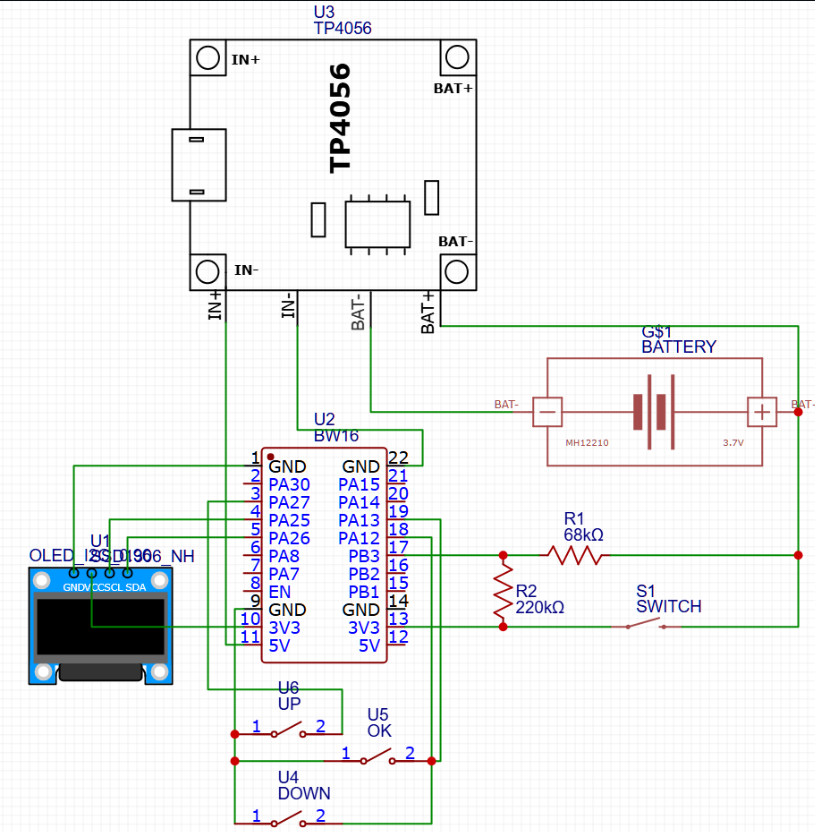 U3
TP4056
IN+
BAT+
TP4056
BAT-
IN-
IN+
IN-
BAT-
BAT+
G$1
BATTERY
BAT-
BAT-
MH12210
3.7V
U2
BW16
1 GND
2 PA30
3 PA27
4 PA25
5 PA26
6 PA8
7 PA7
8 EN
9 GND
10 3V3
11 5V
GND 22
PA15 21
PA14 20
PA13 19
PA12 18
PB3 17
PB2 16
PB1 15
GND 14
3V3 13
5V 12
U1
GND VCC SCL SDA
R1
68kΩ
R2
220kΩ
S1
SWITCH
U6
UP
1 2
U5
OK
1 2
U4
DOWN
1 2